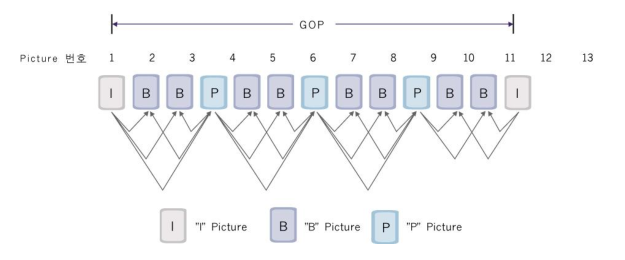 GOP
Picture 번호 1 2 3 4 5 6 7 8 9 10 11 12 13
I B B P B B P B B P B B I
I "I" Picture B "B" Picture P "P" Picture